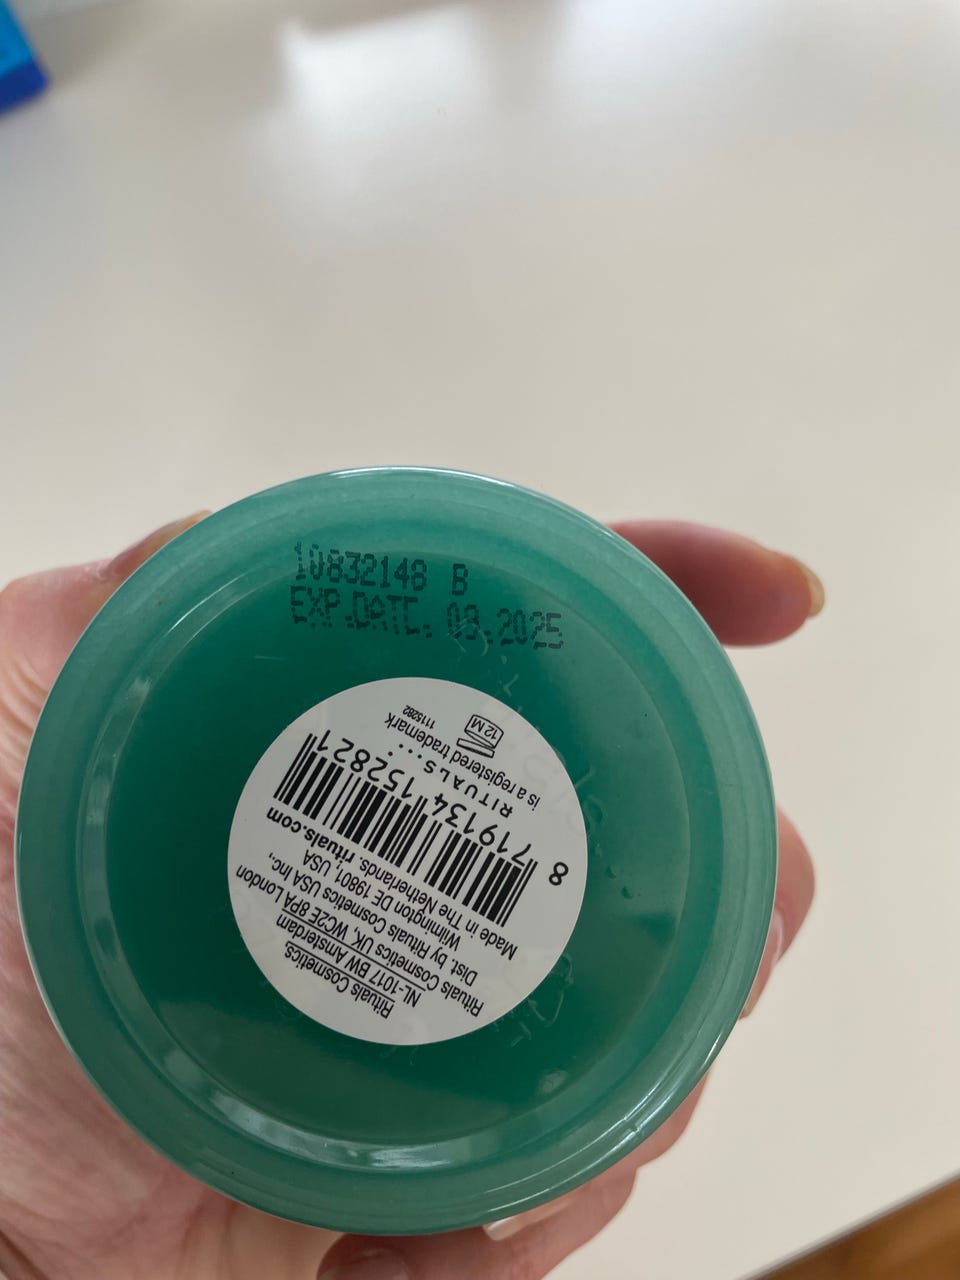 10832148 B
EXP.DATE. 09.2025
Rituals Cosmetics
NL-1017 BW Amsterdam
Rituals Cosmetics UK, WC2E 8PA London
Dist. by Rituals Cosmetics USA Inc.,
Wilmington DE 19801, USA
Made in The Netherlands. rituals.com
8 719134 152821
RITUALS...
is a registered trademark
12M
115282